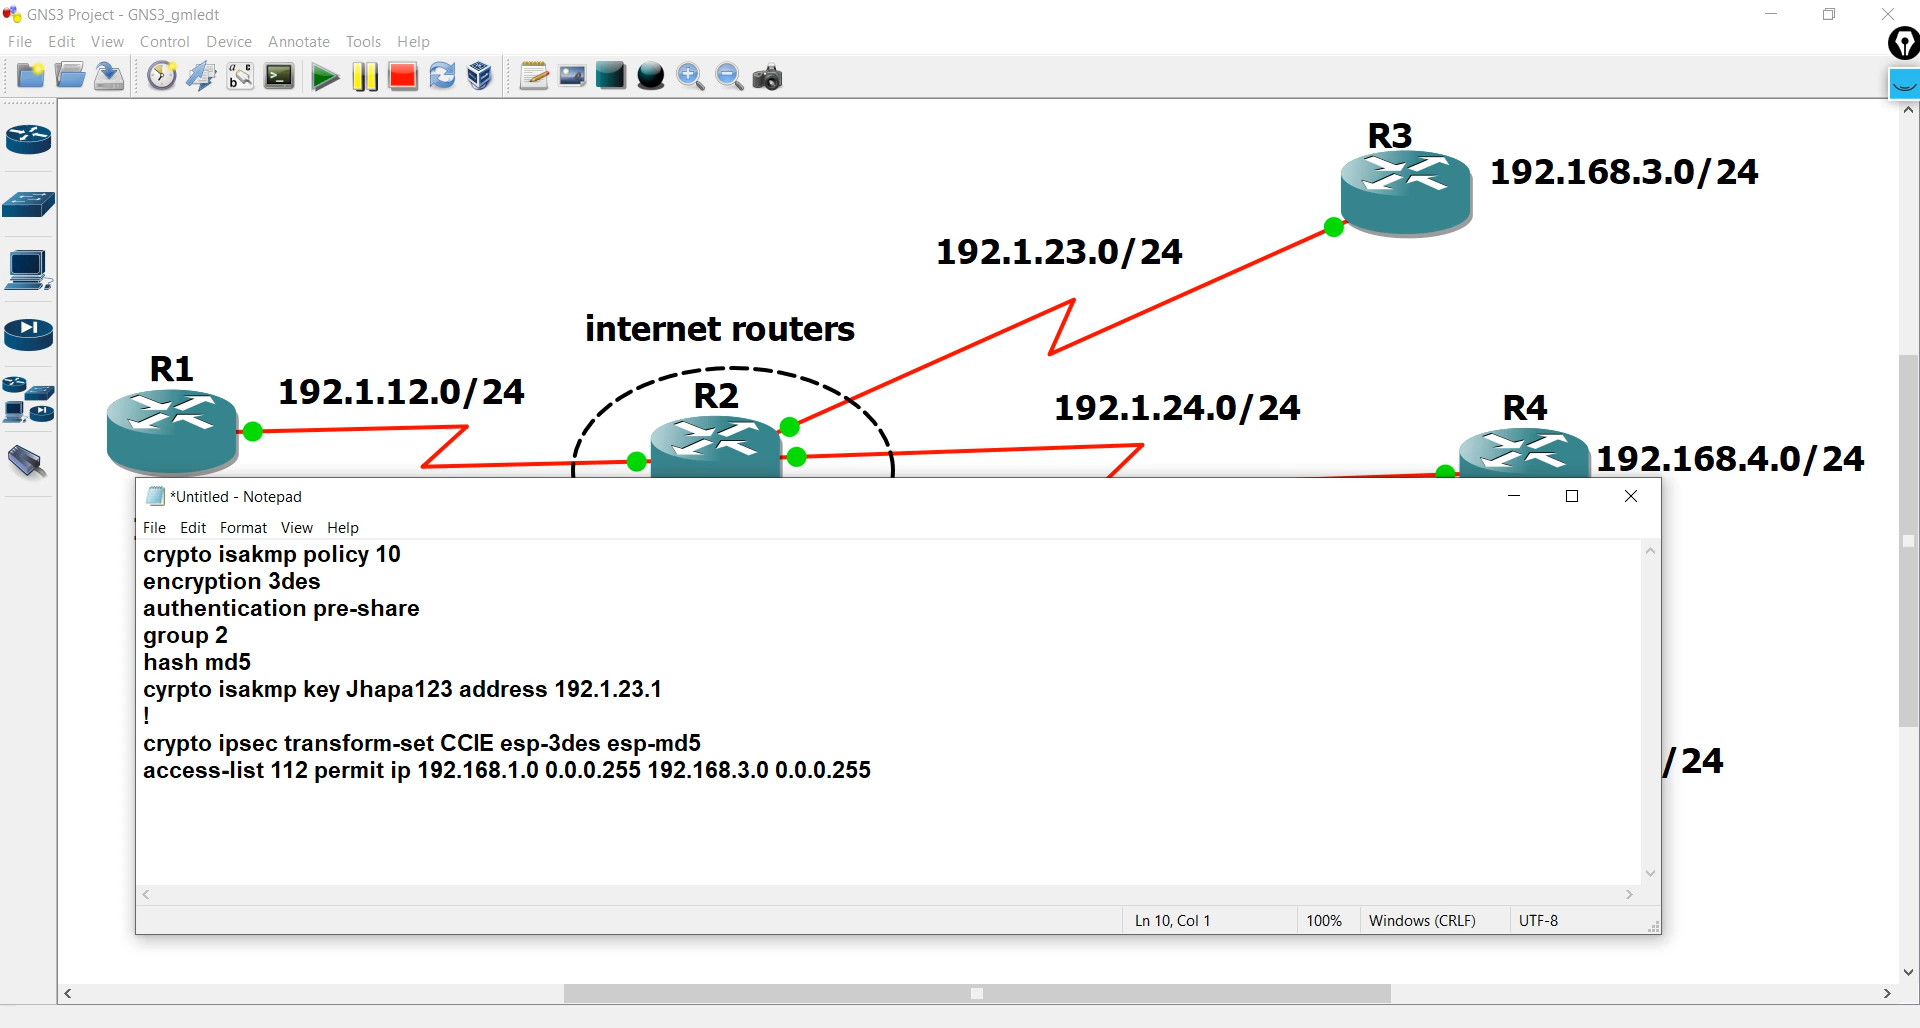 GNS3 Project - GNS3_gmledt
File Edit View Control Device Annotate Tools Help
R3
192.168.3.0/24
192.1.23.0/24
internet routers
R1
192.1.12.0/24
R2
192.1.24.0/24
R4
192.168.4.0/24
*Untitled - Notepad
File Edit Format View Help
crypto isakmp policy 10
encryption 3des
authentication pre-share
group 2
hash md5
cyrpto isakmp key Jhapa123 address 192.1.23.1
!
crypto ipsec transform-set CCIE esp-3des esp-md5
access-list 112 permit ip 192.168.1.0 0.0.0.255 192.168.3.0 0.0.0.255
/24
Ln 10, Col 1
100%
Windows (CRLF)
UTF-8